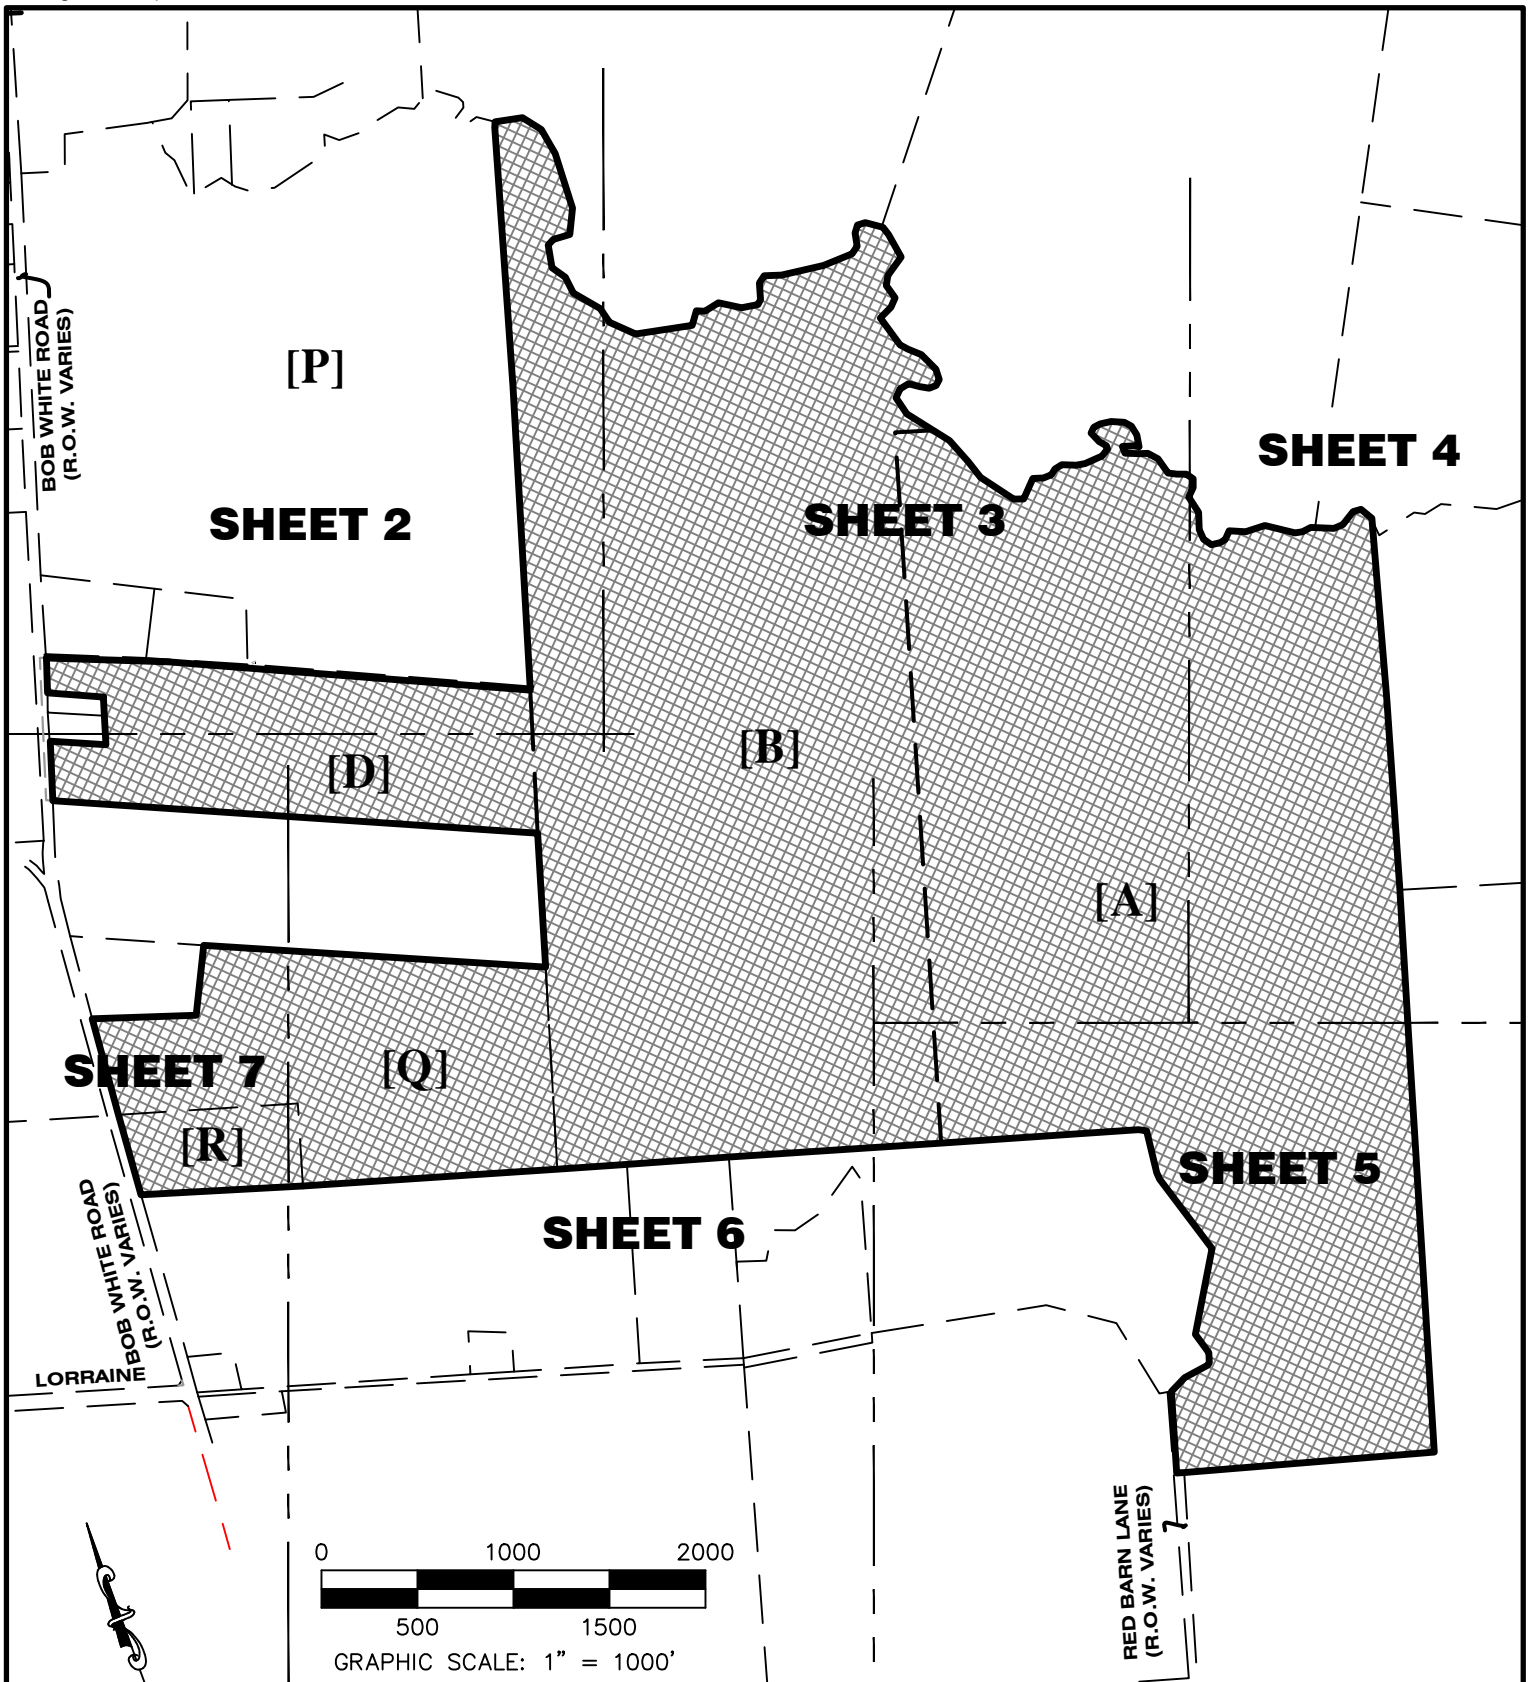 [P]
BOB WHITE ROAD
(R.O.W. VARIES)
SHEET 4
SHEET 2
SHEET 3
[B]
[D]
[A]
SHEET 7
[Q]
[R]
SHEET 5
BOB WHITE ROAD
(R.O.W. VARIES)
SHEET 6
LORRAINE
RED BARN LANE
(R.O.W. VARIES)
0 1000 2000
500 1500
GRAPHIC SCALE: 1" = 1000'